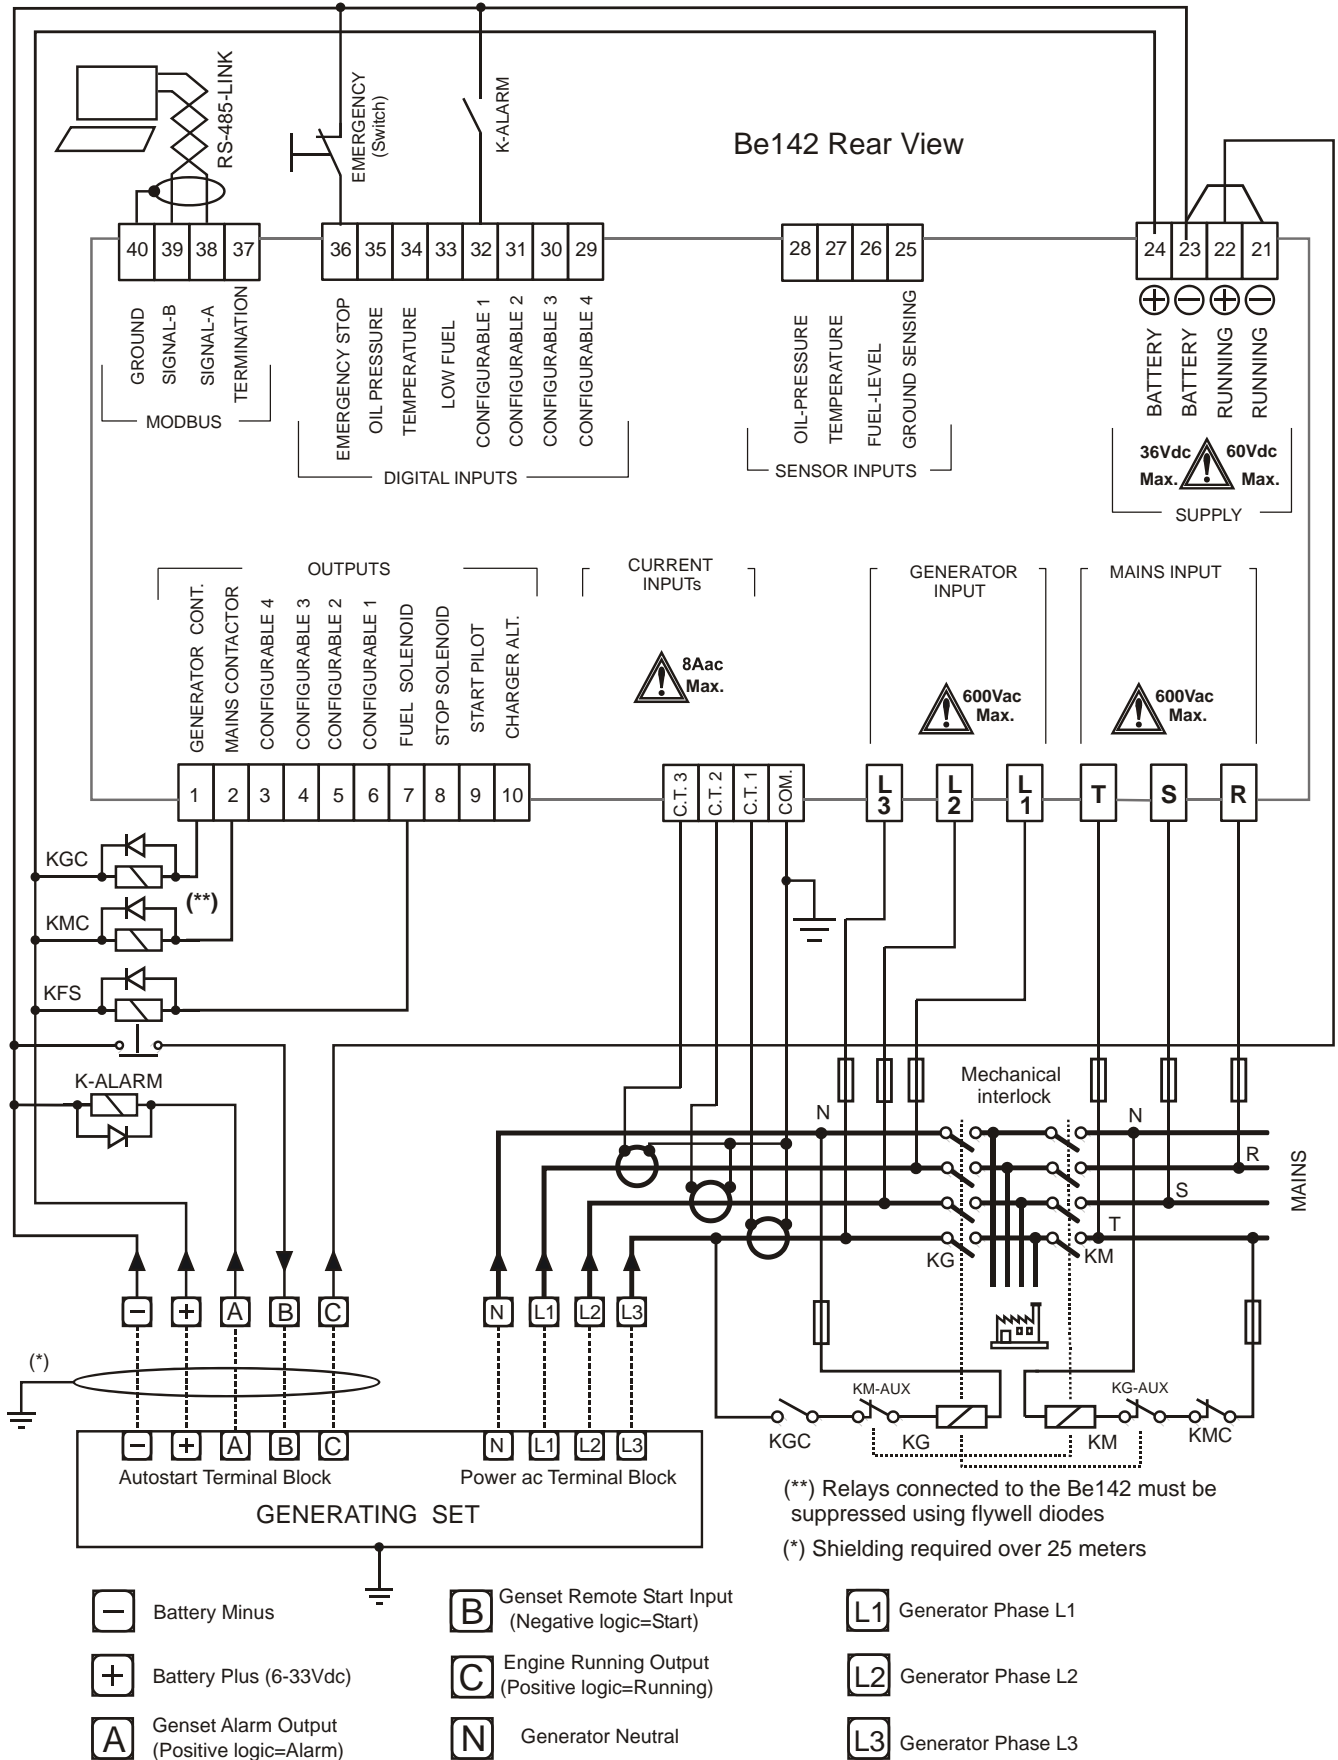 RS-485-LINK
EMERGENCY
(Switch)
K-ALARM
Be142 Rear View
40 39 38 37
36 35 34 33 32 31 30 29
28 27 26 25
24 23 22 21
GROUND
SIGNAL-B
SIGNAL-A
TERMINATION
MODBUS
EMERGENCY STOP
OIL PRESSURE
TEMPERATURE
LOW FUEL
CONFIGURABLE 1
CONFIGURABLE 2
CONFIGURABLE 3
CONFIGURABLE 4
DIGITAL INPUTS
OIL-PRESSURE
TEMPERATURE
FUEL-LEVEL
GROUND SENSING
SENSOR INPUTS
+ − + −
BATTERY
BATTERY
RUNNING
RUNNING
36Vdc
Max.
!
60Vdc
Max.
SUPPLY
OUTPUTS
GENERATOR CONT.
MAINS CONTACTOR
CONFIGURABLE 4
CONFIGURABLE 3
CONFIGURABLE 2
CONFIGURABLE 1
FUEL SOLENOID
STOP SOLENOID
START PILOT
CHARGER ALT.
CURRENT
INPUTs
!
8Aac
Max.
GENERATOR
INPUT
!
600Vac
Max.
MAINS INPUT
!
600Vac
Max.
1 2 3 4 5 6 7 8 9 10
C.T. 3
C.T. 2
C.T. 1
COM.
L3
L2
L1
T
S
R
KGC
(**)
KMC
KFS
K-ALARM
Mechanical
interlock
N
N
R
S
T
MAINS
KG
KM
− + A B C
N L1 L2 L3
(*)
KM-AUX
KG-AUX
KGC
KG
KM
KMC
− + A B C
N L1 L2 L3
Autostart Terminal Block
Power ac Terminal Block
GENERATING SET
(**) Relays connected to the Be142 must be
suppressed using flywell diodes
(*) Shielding required over 25 meters
− Battery Minus
+ Battery Plus (6-33Vdc)
A Genset Alarm Output
(Positive logic=Alarm)
B Genset Remote Start Input
(Negative logic=Start)
C Engine Running Output
(Positive logic=Running)
N Generator Neutral
L1 Generator Phase L1
L2 Generator Phase L2
L3 Generator Phase L3